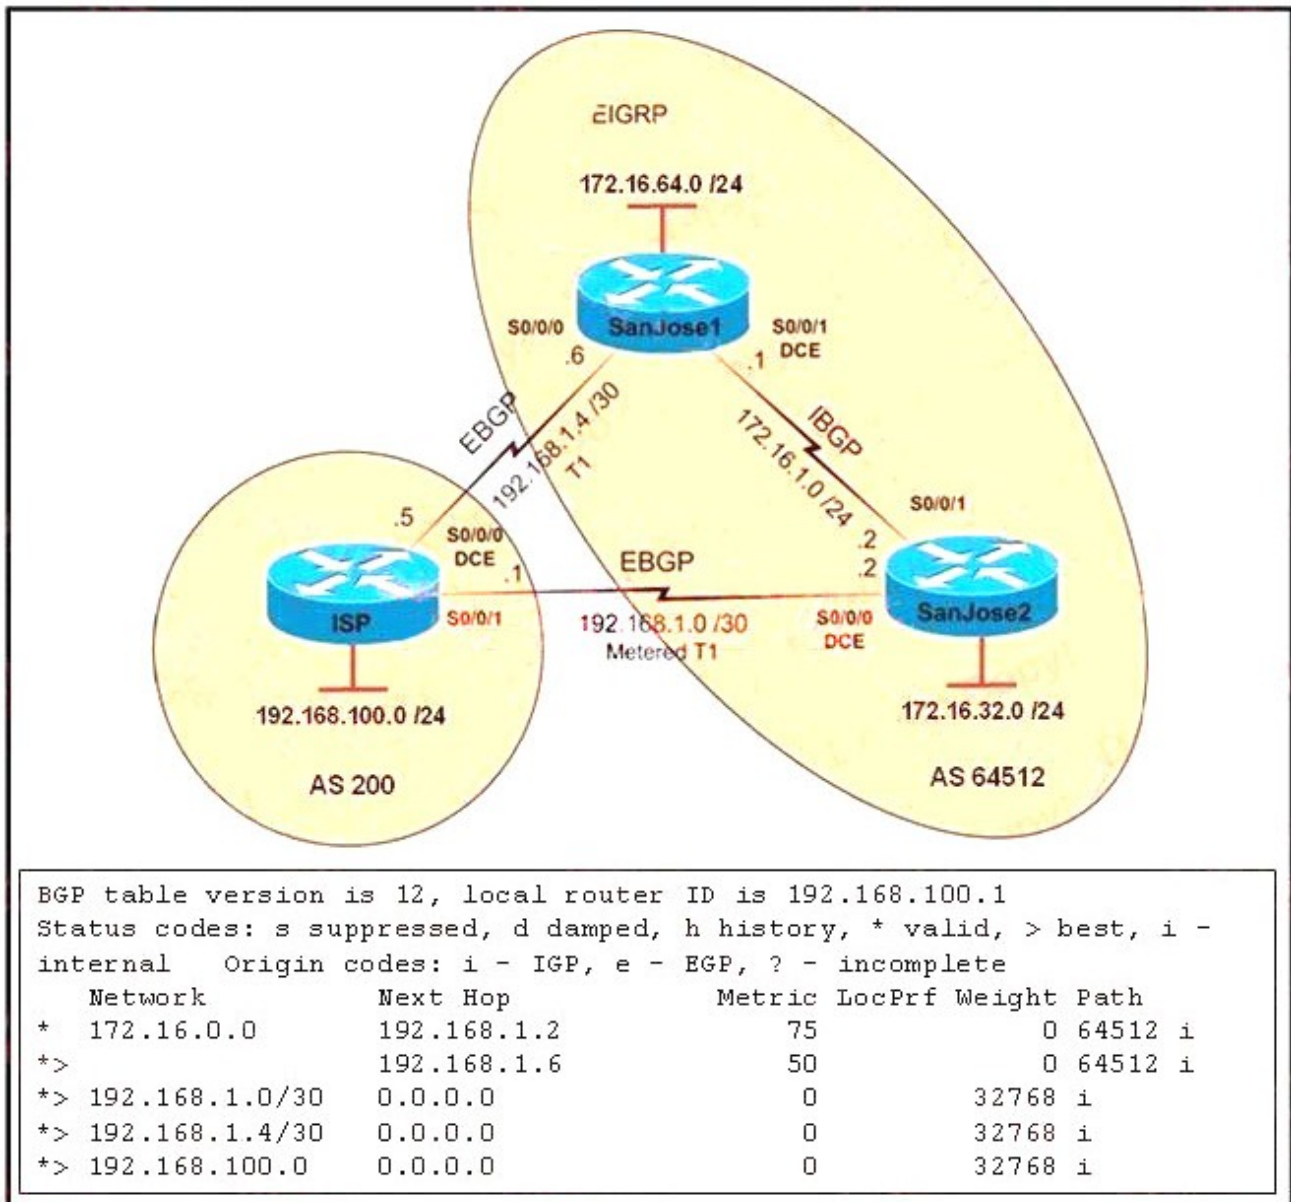 EIGRP
172.16.64.0 /24
SanJose1
S0/0/0
.6
S0/0/1
DCE
.1
EBGP
192.168.1.4 /30
T1
IBGP
172.16.1.0 /24
S0/0/1
.2
.2
.5
S0/0/0
DCE
.1
EBGP
ISP
S0/0/1
192.168.1.0 /30
Metered T1
S0/0/0
DCE
SanJose2
192.168.100.0 /24
172.16.32.0 /24
AS 200
AS 64512
BGP table version is 12, local router ID is 192.168.100.1
Status codes: s suppressed, d damped, h history, * valid, > best, i -
internal   Origin codes: i - IGP, e - EGP, ? - incomplete
   Network          Next Hop            Metric LocPrf Weight Path
*  172.16.0.0       192.168.1.2             75             0 64512 i
*>                  192.168.1.6             50             0 64512 i
*> 192.168.1.0/30   0.0.0.0                  0         32768 i
*> 192.168.1.4/30   0.0.0.0                  0         32768 i
*> 192.168.100.0    0.0.0.0                  0         32768 i